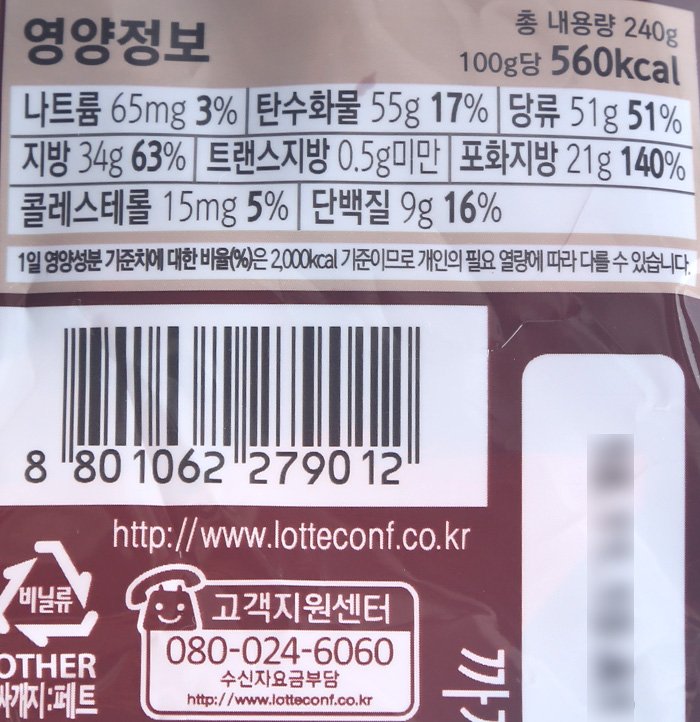 영양정보
총 내용량 240g
100g당 560kcal
나트륨 65mg 3% 탄수화물 55g 17% 당류 51g 51%
지방 34g 63% 트랜스지방 0.5g미만 포화지방 21g 140%
콜레스테롤 15mg 5% 단백질 9g 16%
1일 영양성분 기준치에 대한 비율(%)은 2,000kcal 기준이므로 개인의 필요 열량에 따라 다를 수 있습니다.
8 801062 279012
http://www.lotteconf.co.kr
비닐류
OTHER
고객지원센터
080-024-6060
수신자요금부담
http://www.lotteconf.co.kr